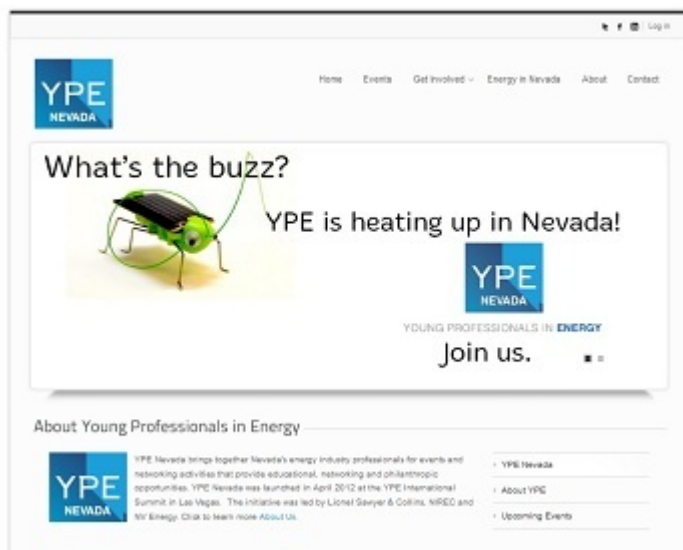 Log in
YPE
NEVADA
Home Events Get Involved Energy in Nevada About Contact
What's the buzz?
YPE is heating up in Nevada!
YPE
NEVADA
YOUNG PROFESSIONALS IN ENERGY
Join us.
About Young Professionals in Energy
YPE
NEVADA
YPE Nevada brings together Nevada's energy industry professionals for events and
networking activities that provide educational, networking and philanthropic
opportunities. YPE Nevada was launched in April 2012 at the YPE International
Summit in Las Vegas. The initiative was led by Lionel Sawyer & Collins, NIREC and
NV Energy. Click to learn more About Us.
YPE Nevada
About YPE
Upcoming Events